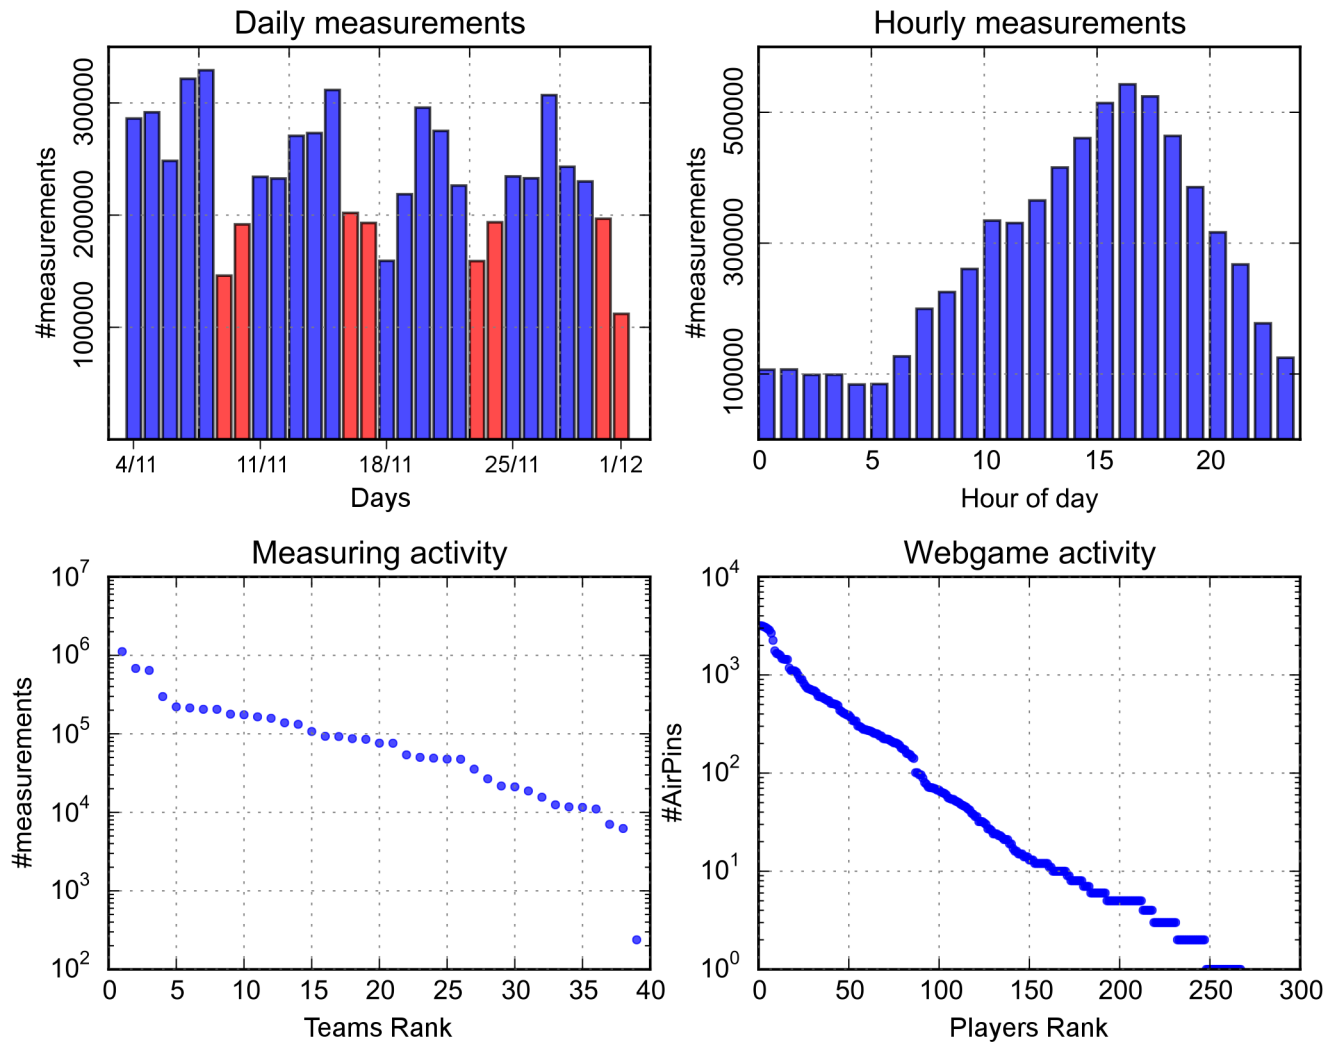 Daily measurements
#measurements
300000
200000
100000
4/11 11/11 18/11 25/11 1/12
Days
Hourly measurements
#measurements
500000
300000
100000
0 5 10 15 20
Hour of day
Measuring activity
#measurements
10^7
10^6
10^5
10^4
10^3
10^2
0 5 10 15 20 25 30 35 40
Teams Rank
Webgame activity
#AirPins
10^4
10^3
10^2
10^1
10^0
0 50 100 150 200 250 300
Players Rank